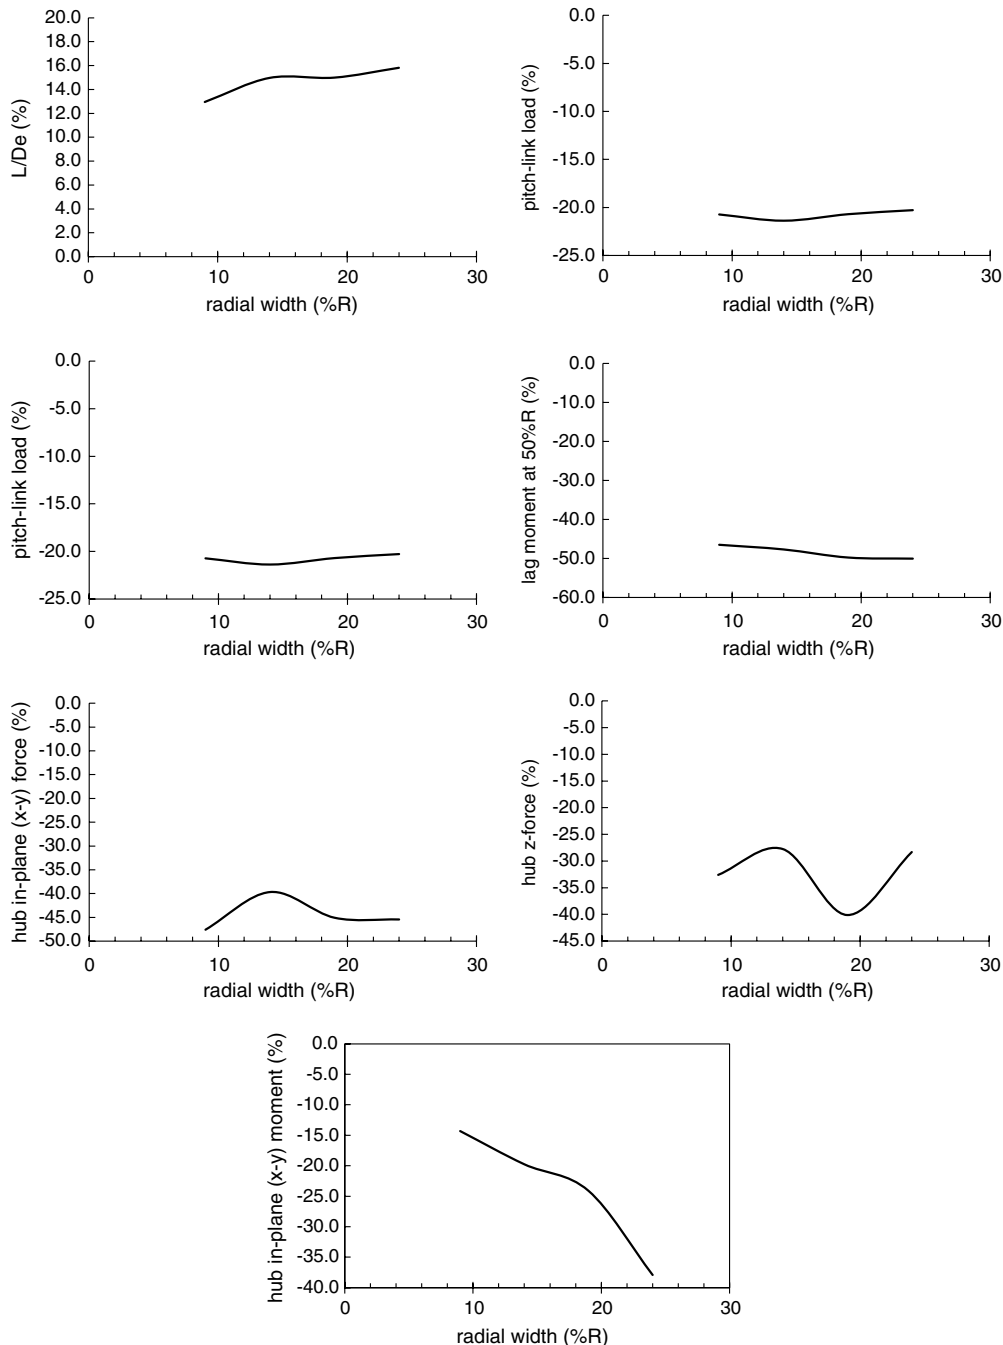 L/De (%)
20.0
18.0
16.0
14.0
12.0
10.0
8.0
6.0
4.0
2.0
0.0
0 10 20 30
radial width (%R)
pitch-link load (%)
0.0
-5.0
-10.0
-15.0
-20.0
-25.0
0 10 20 30
radial width (%R)
pitch-link load (%)
0.0
-5.0
-10.0
-15.0
-20.0
-25.0
0 10 20 30
radial width (%R)
lag moment at 50%R (%)
0.0
-10.0
-20.0
-30.0
-40.0
-50.0
-60.0
0 10 20 30
radial width (%R)
hub in-plane (x-y) force (%)
0.0
-5.0
-10.0
-15.0
-20.0
-25.0
-30.0
-35.0
-40.0
-45.0
-50.0
0 10 20 30
radial width (%R)
hub z-force (%)
0.0
-5.0
-10.0
-15.0
-20.0
-25.0
-30.0
-35.0
-40.0
-45.0
0 10 20 30
radial width (%R)
hub in-plane (x-y) moment (%)
0.0
-5.0
-10.0
-15.0
-20.0
-25.0
-30.0
-35.0
-40.0
0 10 20 30
radial width (%R)